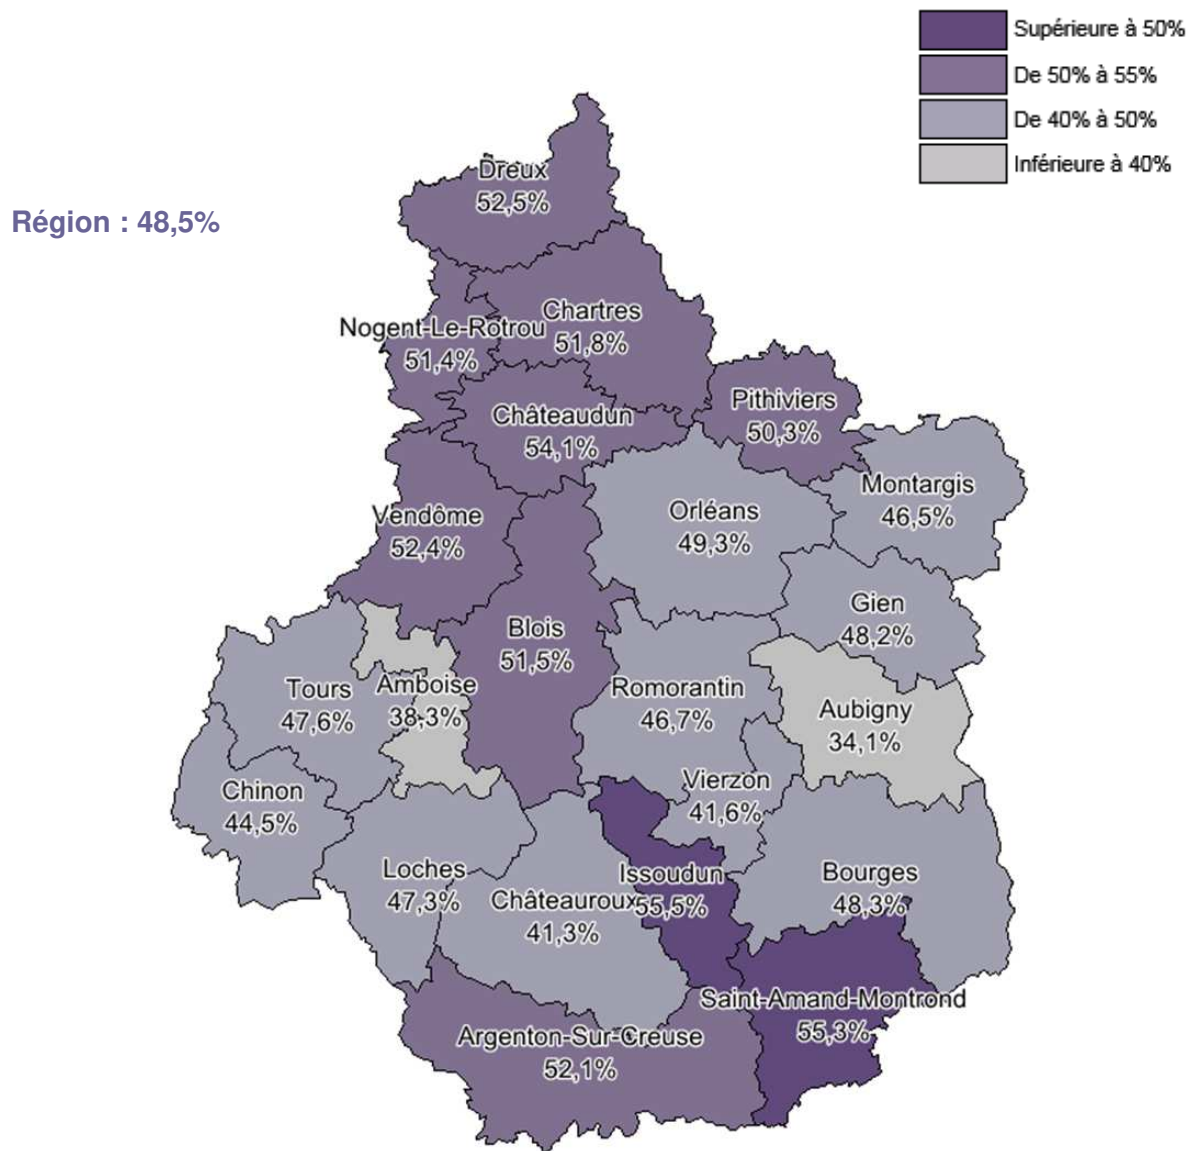 Supérieure à 50%
De 50% à 55%
De 40% à 50%
Inférieure à 40%
Région : 48,5%
Dreux
52,5%
Chartres
51,8%
Nogent-Le-Rotrou
51,4%
Châteaudun
54,1%
Pithiviers
50,3%
Montargis
46,5%
Orléans
49,3%
Vendôme
52,4%
Gien
48,2%
Blois
51,5%
Tours
47,6%
Amboise
38,3%
Romorantin
46,7%
Aubigny
34,1%
Chinon
44,5%
Vierzon
41,6%
Loches
47,3%
Châteauroux
41,3%
Issoudun
55,5%
Bourges
48,3%
Saint-Amand-Montrond
55,3%
Argenton-Sur-Creuse
52,1%